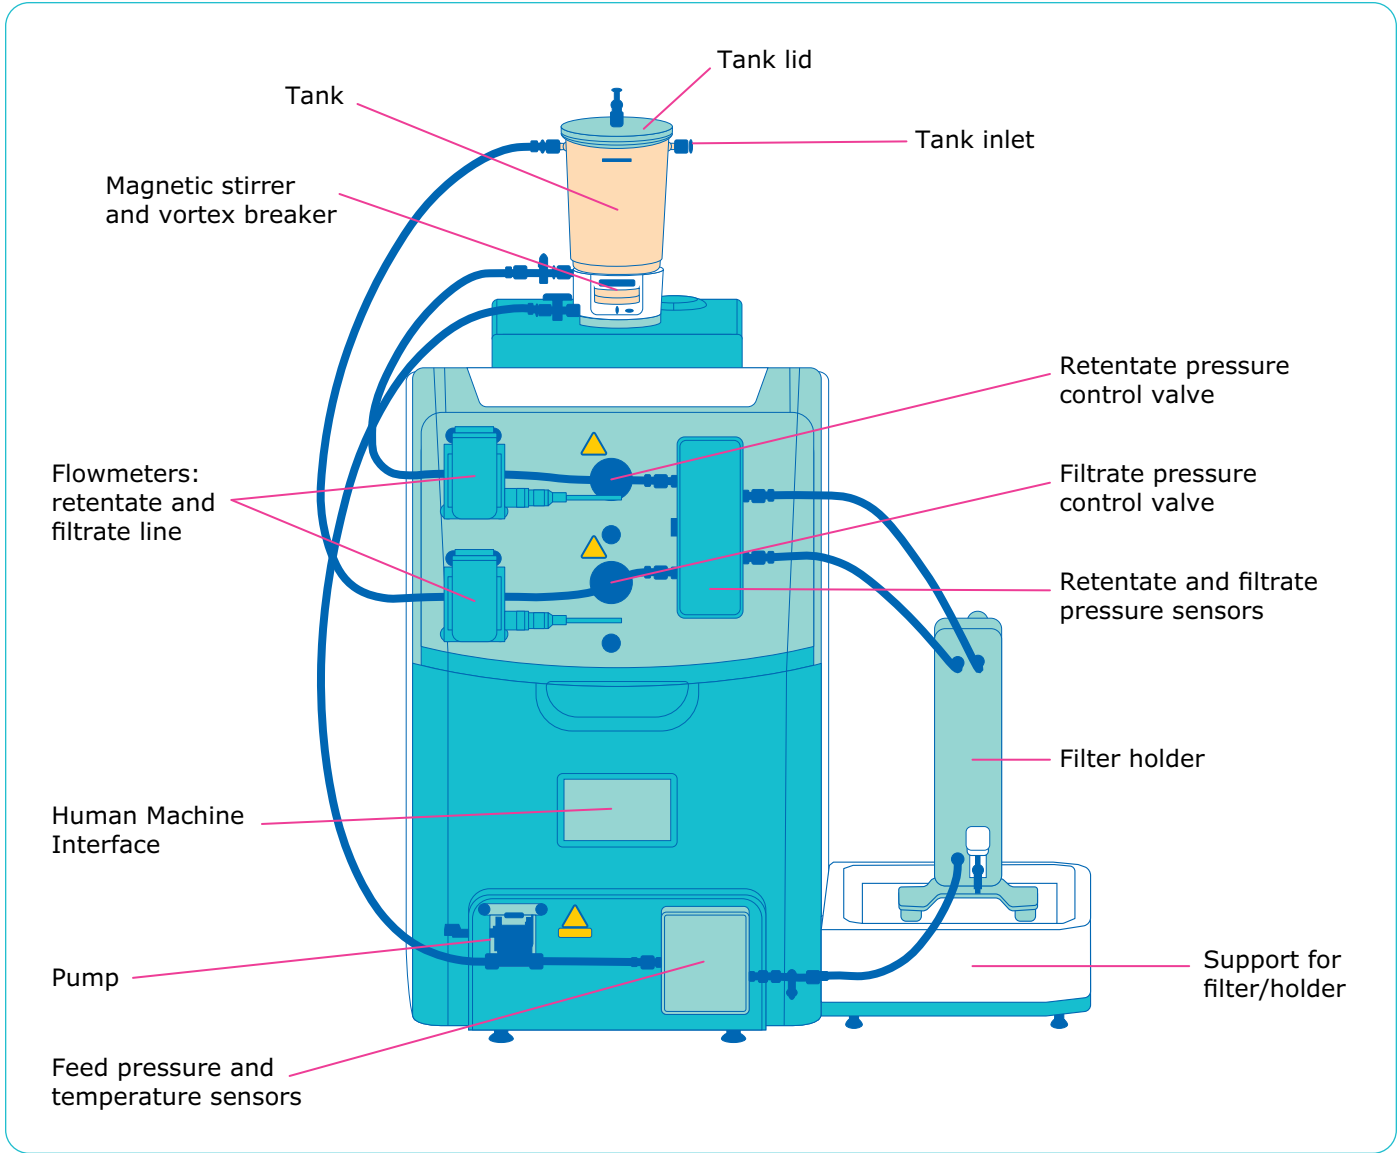 Tank lid
Tank
Tank inlet
Magnetic stirrer
and vortex breaker
Retentate pressure
control valve
Flowmeters:
retentate and
filtrate line
Filtrate pressure
control valve
Retentate and filtrate
pressure sensors
Filter holder
Human Machine
Interface
Pump
Support for
filter/holder
Feed pressure and
temperature sensors